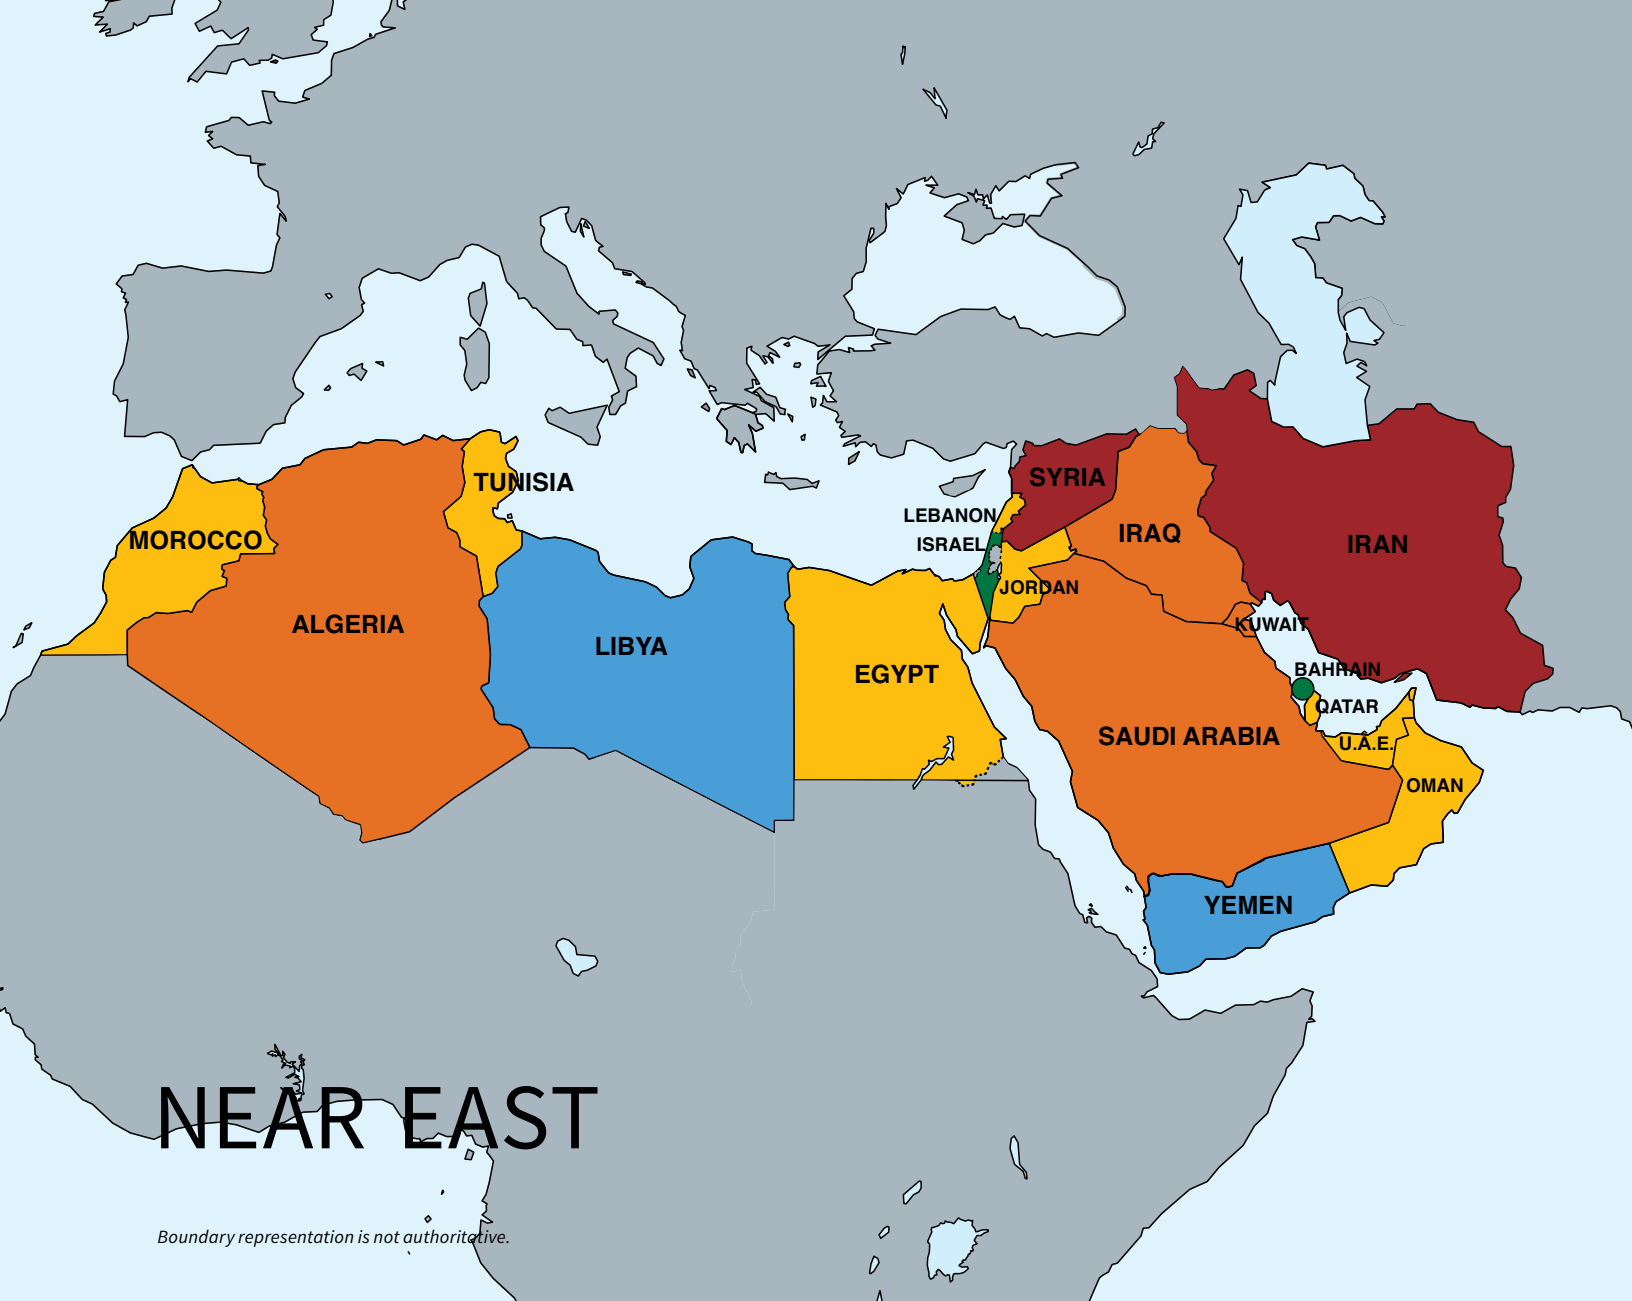 SYRIA
TUNISIA
LEBANON
IRAQ
MOROCCO
ISRAEL
IRAN
JORDAN
ALGERIA
KUWAIT
LIBYA
BAHRAIN
EGYPT
QATAR
SAUDI ARABIA
U.A.E.
OMAN
YEMEN
NEAR EAST
Boundary representation is not authoritative.